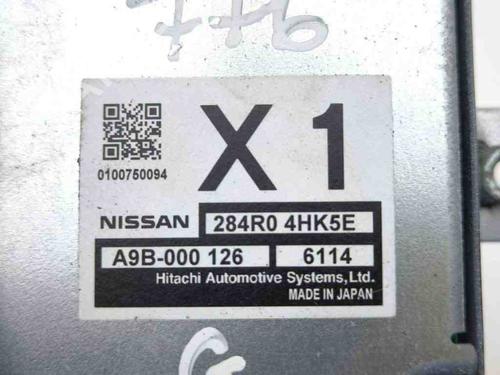 X 1
0100750094
NISSAN 284R0 4HK5E
A9B-000 126 6114
Hitachi Automotive Systems,Ltd.
MADE IN JAPAN